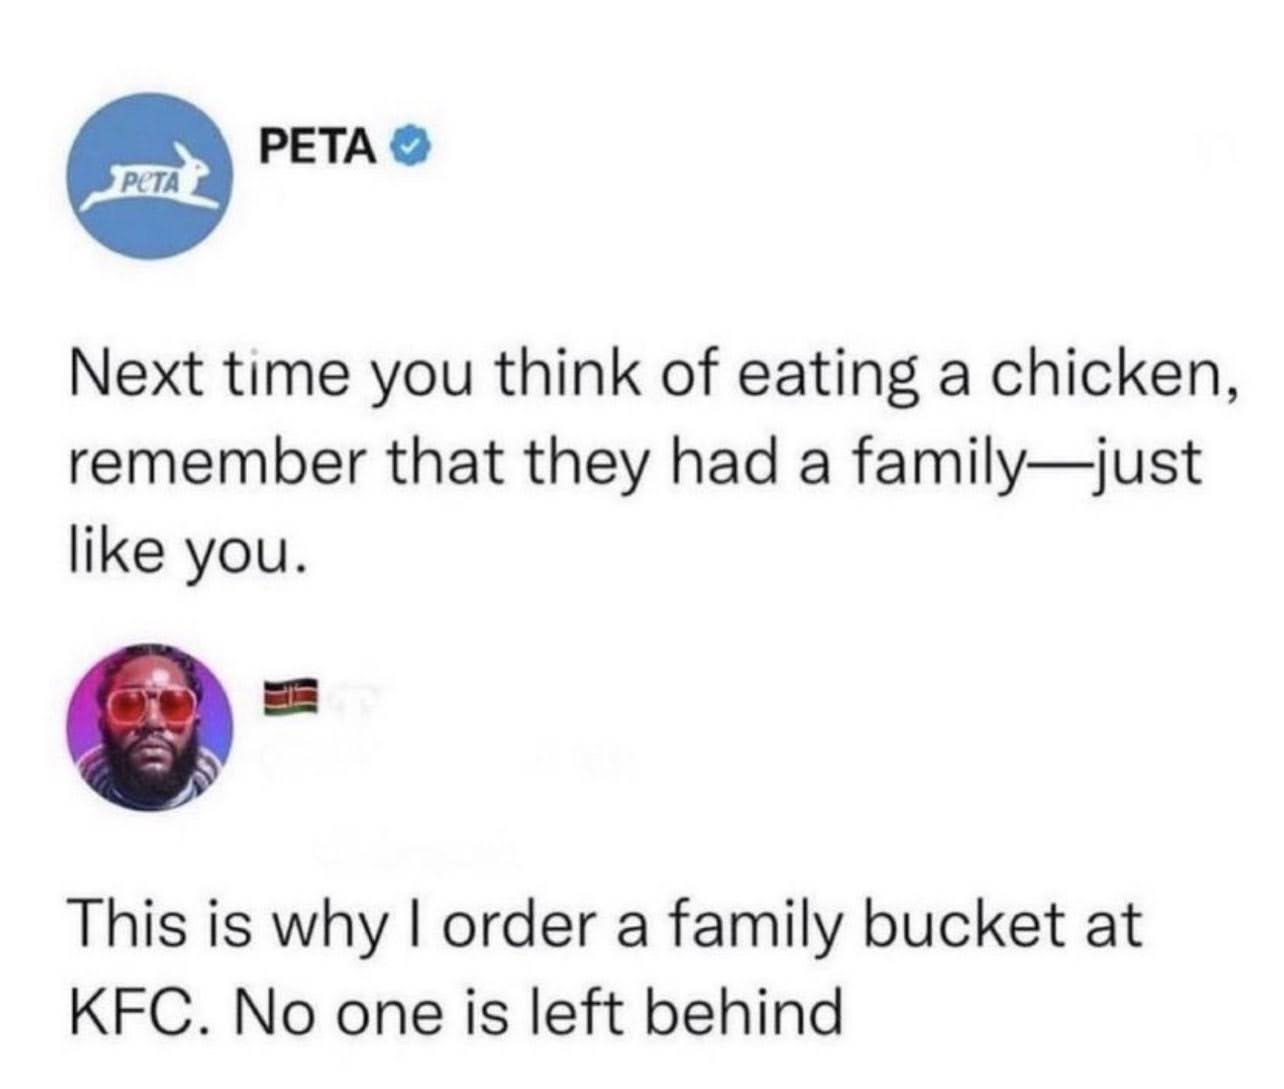 PETA
PETA
Next time you think of eating a chicken,
remember that they had a family—just
like you.
This is why I order a family bucket at
KFC. No one is left behind